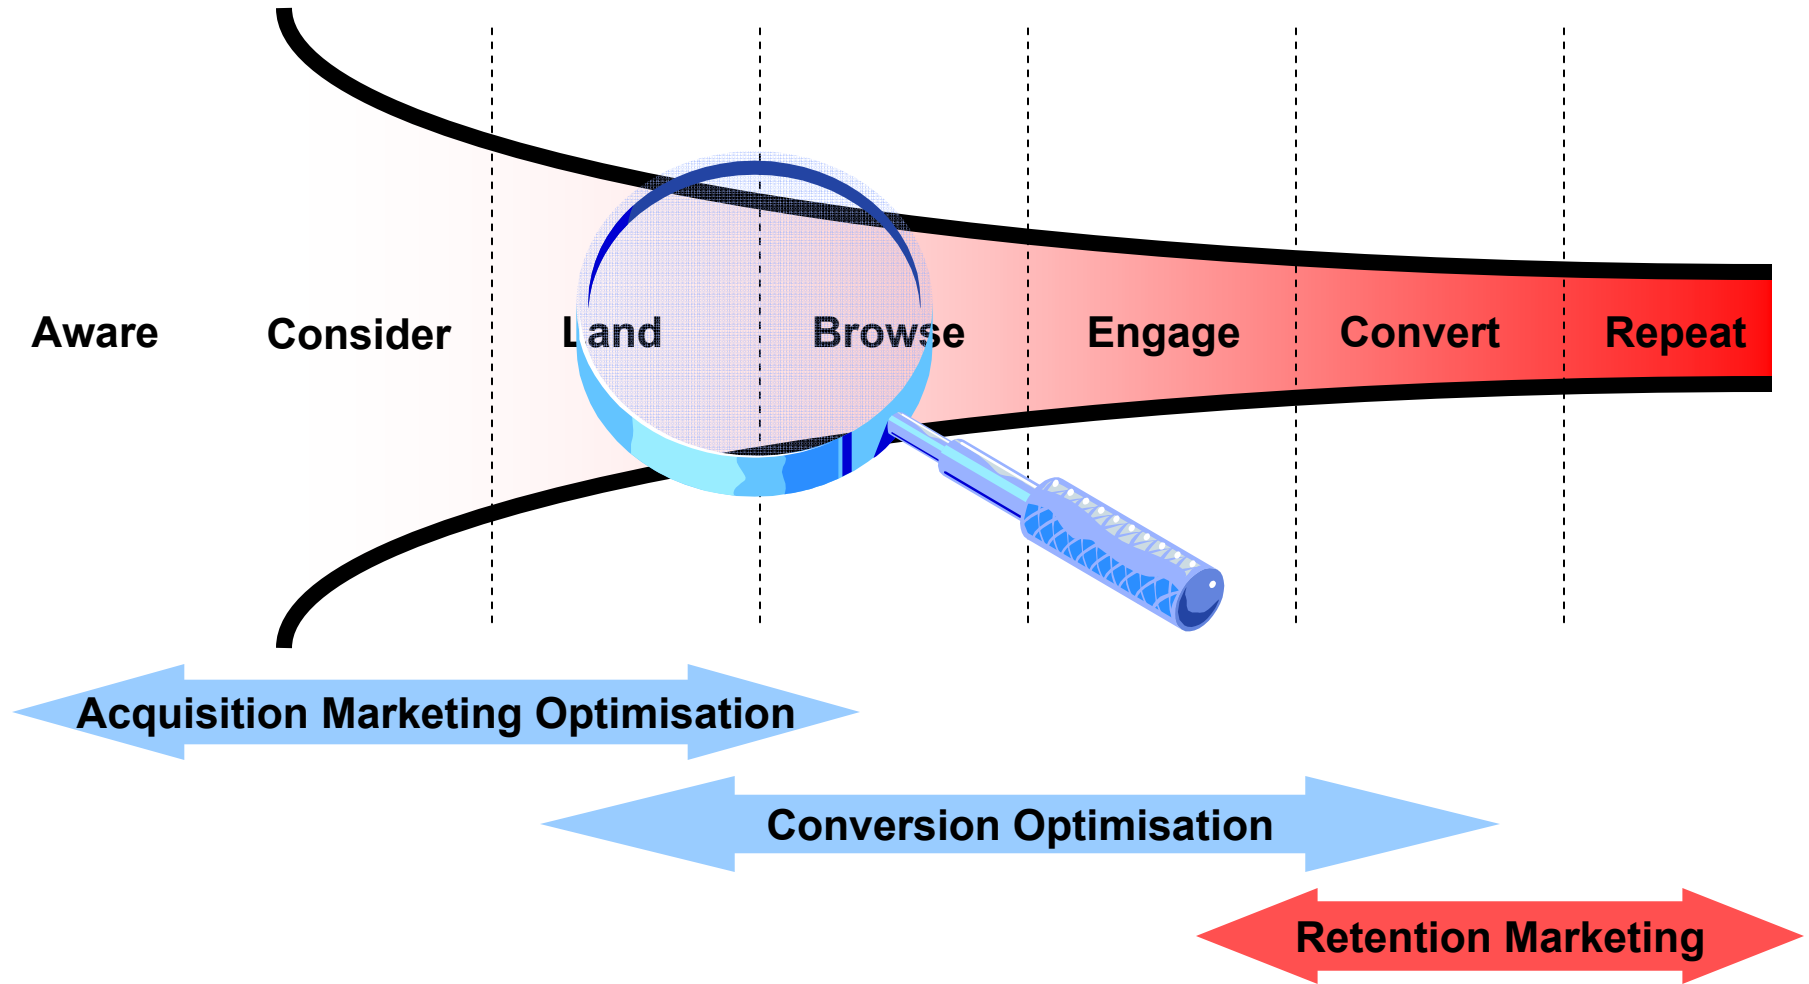 Aware Consider Land Browse Engage Convert Repeat
Acquisition Marketing Optimisation
Conversion Optimisation
Retention Marketing